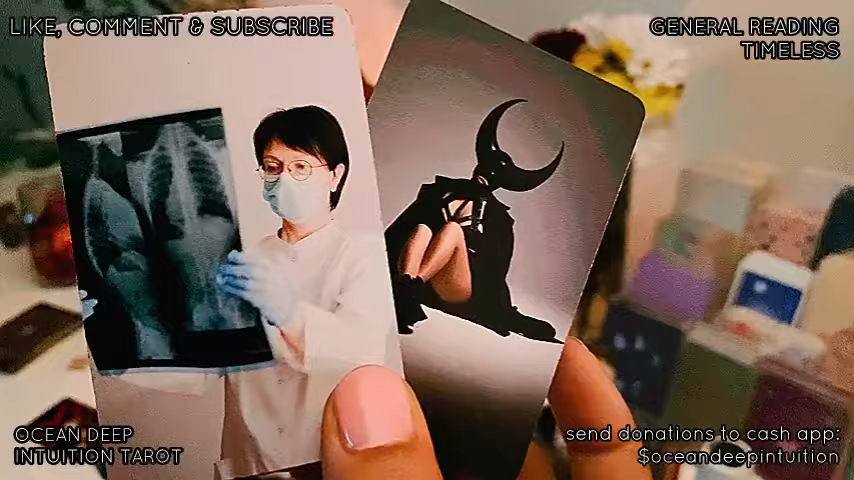 LIKE, COMMENT & SUBSCRIBE
GENERAL READING
TIMELESS
OCEAN DEEP
INTUITION TAROT
send donations to cash app:
$oceandeepintuition